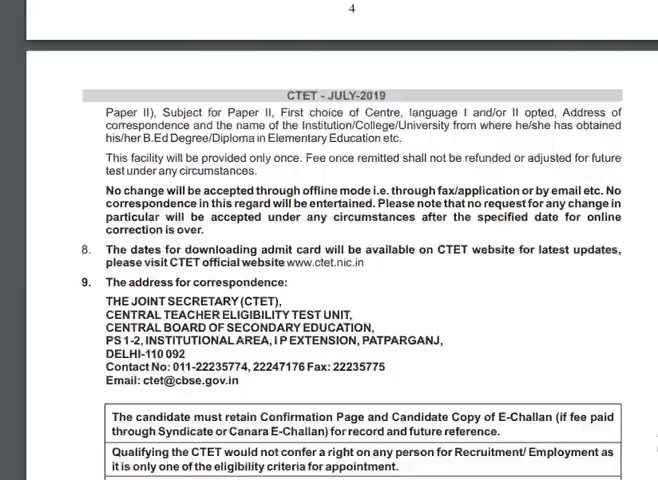 4
CTET - JULY-2019
Paper II), Subject for Paper II, First choice of Centre, language I and/or II opted, Address of
correspondence and the name of the Institution/College/University from where he/she has obtained
his/her B.Ed Degree/Diploma in Elementary Education etc.
This facility will be provided only once. Fee once remitted shall not be refunded or adjusted for future
test under any circumstances.
No change will be accepted through offline mode i.e. through fax/application or by email etc. No
correspondence in this regard will be entertained. Please note that no request for any change in
particular will be accepted under any circumstances after the specified date for online
correction is over.
8. The dates for downloading admit card will be available on CTET website for latest updates,
please visit CTET official website www.ctet.nic.in
9. The address for correspondence:
THE JOINT SECRETARY (CTET),
CENTRAL TEACHER ELIGIBILITY TEST UNIT,
CENTRAL BOARD OF SECONDARY EDUCATION,
PS 1-2, INSTITUTIONAL AREA, I P EXTENSION, PATPARGANJ,
DELHI-110 092
Contact No: 011-22235774, 22247176 Fax: 22235775
Email: ctet@cbse.gov.in
The candidate must retain Confirmation Page and Candidate Copy of E-Challan (if fee paid
through Syndicate or Canara E-Challan) for record and future reference.
Qualifying the CTET would not confer a right on any person for Recruitment/ Employment as
it is only one of the eligibility criteria for appointment.